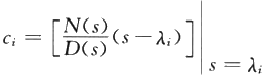 $c_i = \left[ \frac{N(s)}{D(s)} (s - \lambda_i) \right] \Bigg|_{s = \lambda_i}$